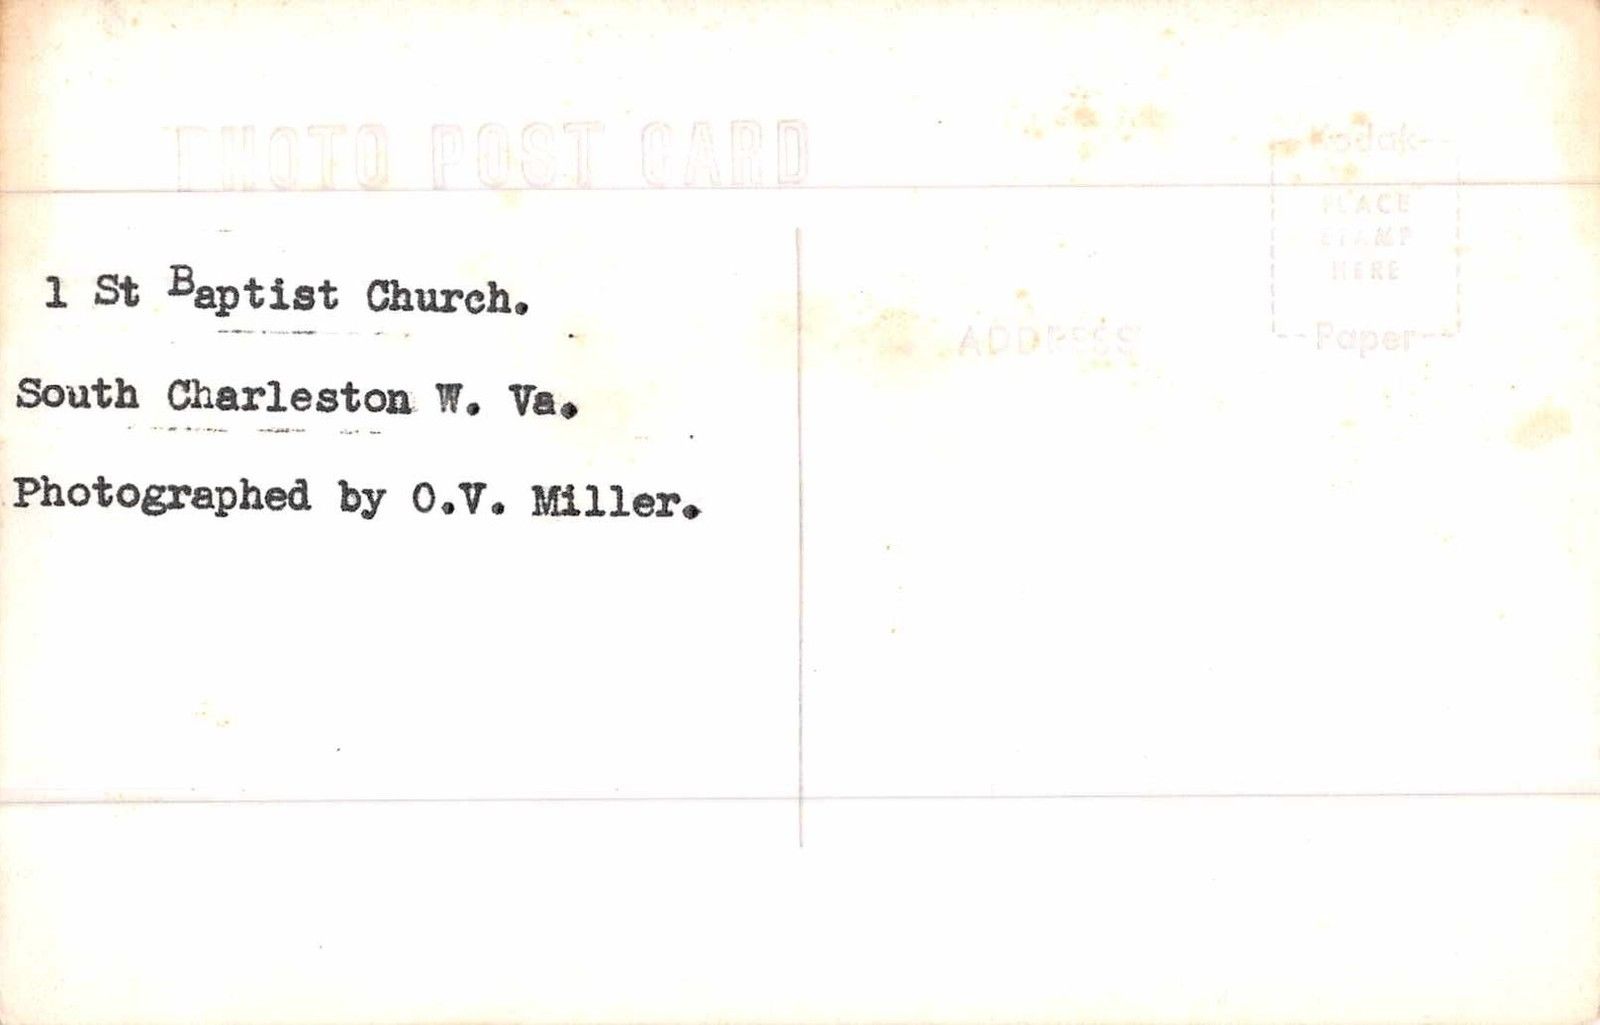 PHOTO POST CARD
Kodak
PLACE
STAMP
HERE
Paper
1 St Baptist Church.
South Charleston W. Va.
Photographed by O.V. Miller.
ADDRESS